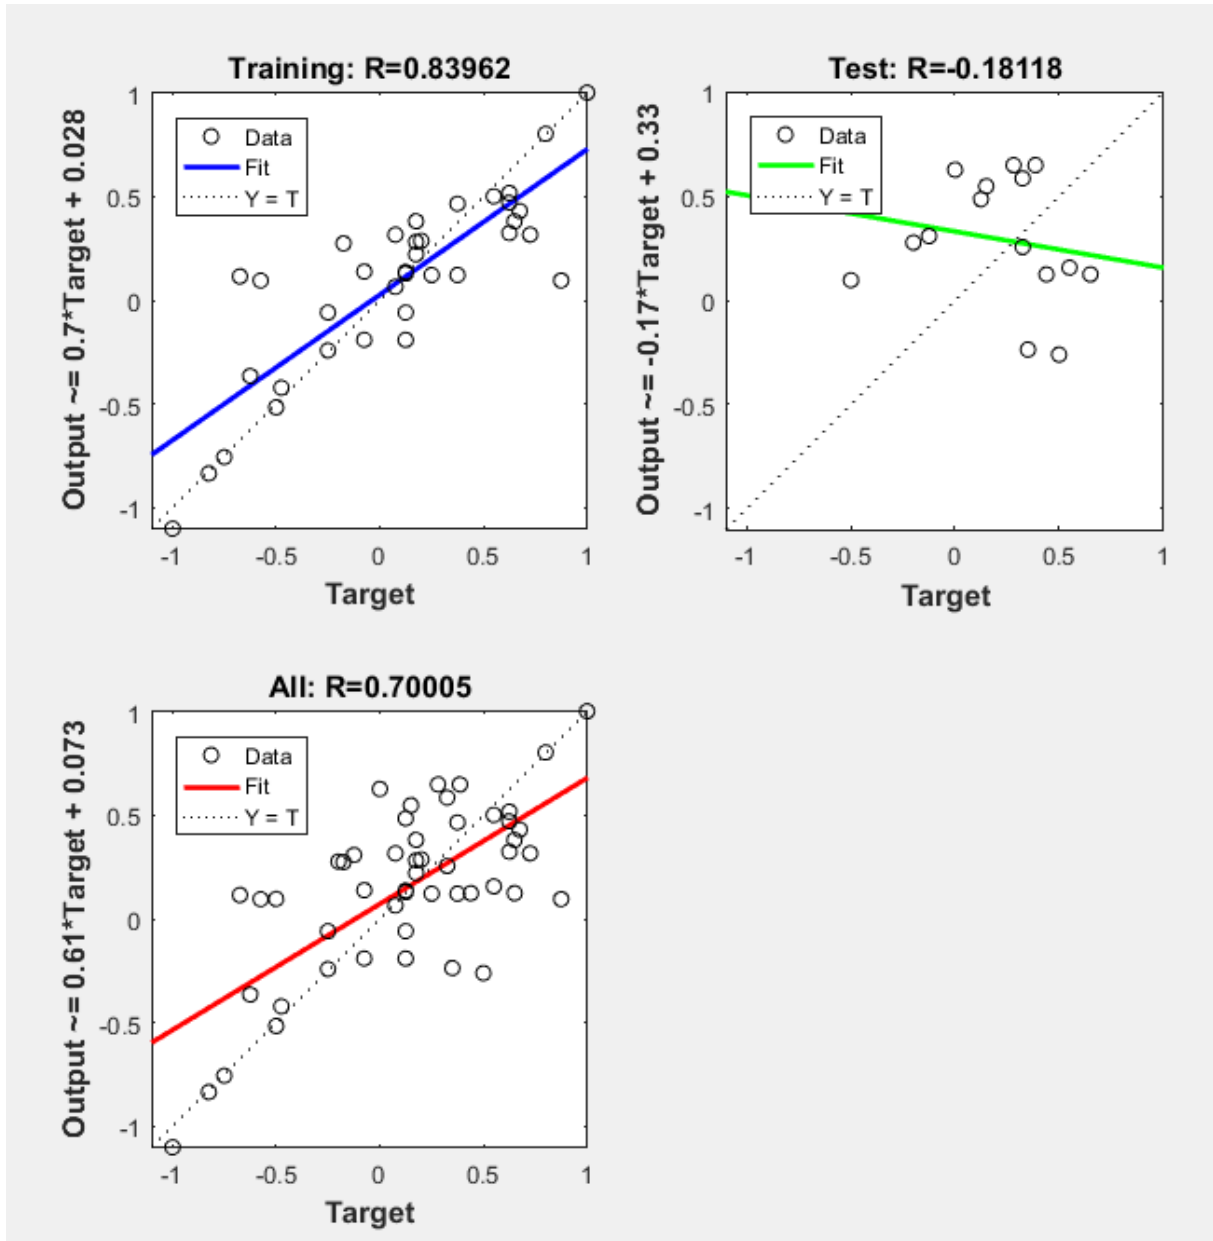 Training: R=0.83962
Output ~= 0.7*Target + 0.028
Data
Fit
Y = T
1
0.5
0
-0.5
-1
-1
-0.5
0
0.5
1
Target
Test: R=-0.18118
Output ~= -0.17*Target + 0.33
Data
Fit
Y = T
1
0.5
0
-0.5
-1
-1
-0.5
0
0.5
1
Target
All: R=0.70005
Output ~= 0.61*Target + 0.073
Data
Fit
Y = T
1
0.5
0
-0.5
-1
-1
-0.5
0
0.5
1
Target